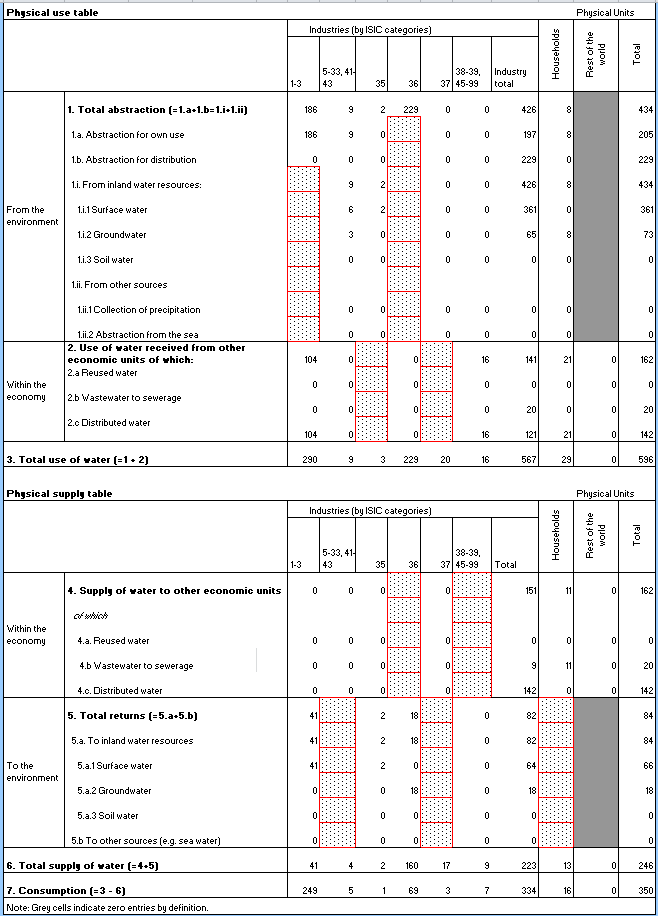 Physical use table Physical Units
Industries (by ISIC categories)
1-3 5-33, 41-43 35 36 37 38-39, 45-99 Industry total Households Rest of the world Total
From the environment
1. Total abstraction (=1.a+1.b=1.i+1.ii) 186 9 2 229 0 0 426 8 434
1.a. Abstraction for own use 186 9 0 0 0 197 8 205
1.b. Abstraction for distribution 0 0 0 0 0 229 0 229
1.i. From inland water resources: 9 2 0 0 426 8 434
1.i.1 Surface water 6 2 0 0 361 0 361
1.i.2 Groundwater 3 0 0 0 65 8 73
1.i.3 Soil water 0 0 0 0 0 0 0
1.ii. From other sources
1.ii.1 Collection of precipitation 0 0 0 0 0 0 0
1.ii.2 Abstraction from the sea 0 0 0 0 0 0 0
Within the economy
2. Use of water received from other
economic units of which: 104 0 0 16 141 21 0 162
2.a Reused water 0 0 0 0 0 0 0 0
2.b Wastewater to sewerage 0 0 0 0 20 0 0 20
2.c Distributed water 104 0 0 16 121 21 0 142
3. Total use of water (=1 + 2) 290 9 3 229 20 16 567 29 0 596
Physical supply table Physical Units
Industries (by ISIC categories)
1-3 5-33, 41-43 35 36 37 38-39, 45-99 Total Households Rest of the world Total
Within the economy
4. Supply of water to other economic units 0 0 0 0 151 11 0 162
of which
4.a. Reused water 0 0 0 0 0 0 0 0
4.b Wastewater to sewerage 0 0 0 0 9 11 0 20
4.c. Distributed water 0 0 0 0 142 0 0 142
To the environment
5. Total returns (=5.a+5.b) 41 2 18 0 82 84
5.a. To inland water resources 41 2 18 0 82 84
5.a.1 Surface water 41 2 0 0 64 66
5.a.2 Groundwater 0 0 18 0 18 18
5.a.3 Soil water 0 0 0 0 0 0
5.b To other sources (e.g. sea water) 0 0 0 0 0 0
6. Total supply of water (=4+5) 41 4 2 160 17 9 223 13 0 246
7. Consumption (=3 - 6) 249 5 1 69 3 7 334 16 0 350
Note: Grey cells indicate zero entries by definition.